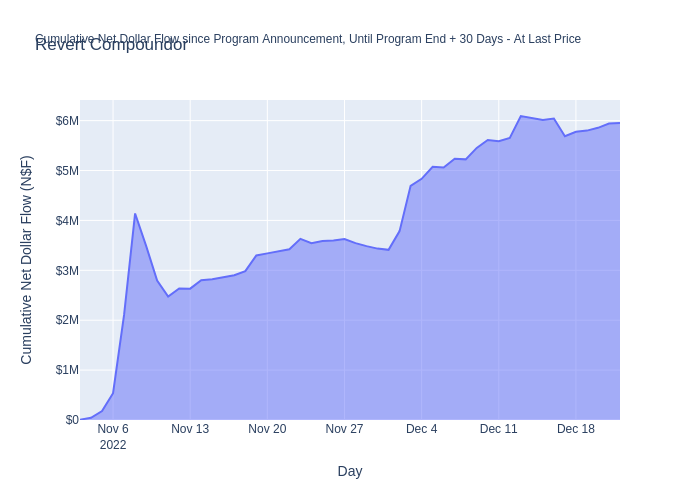 Cumulative Net Dollar Flow since Program Announcement, Until Program End + 30 Days - At Last Price
Revert Compoundor
Cumulative Net Dollar Flow (N$F)
$6M
$5M
$4M
$3M
$2M
$1M
$0
Nov 6
2022
Nov 13
Nov 20
Nov 27
Dec 4
Dec 11
Dec 18
Day